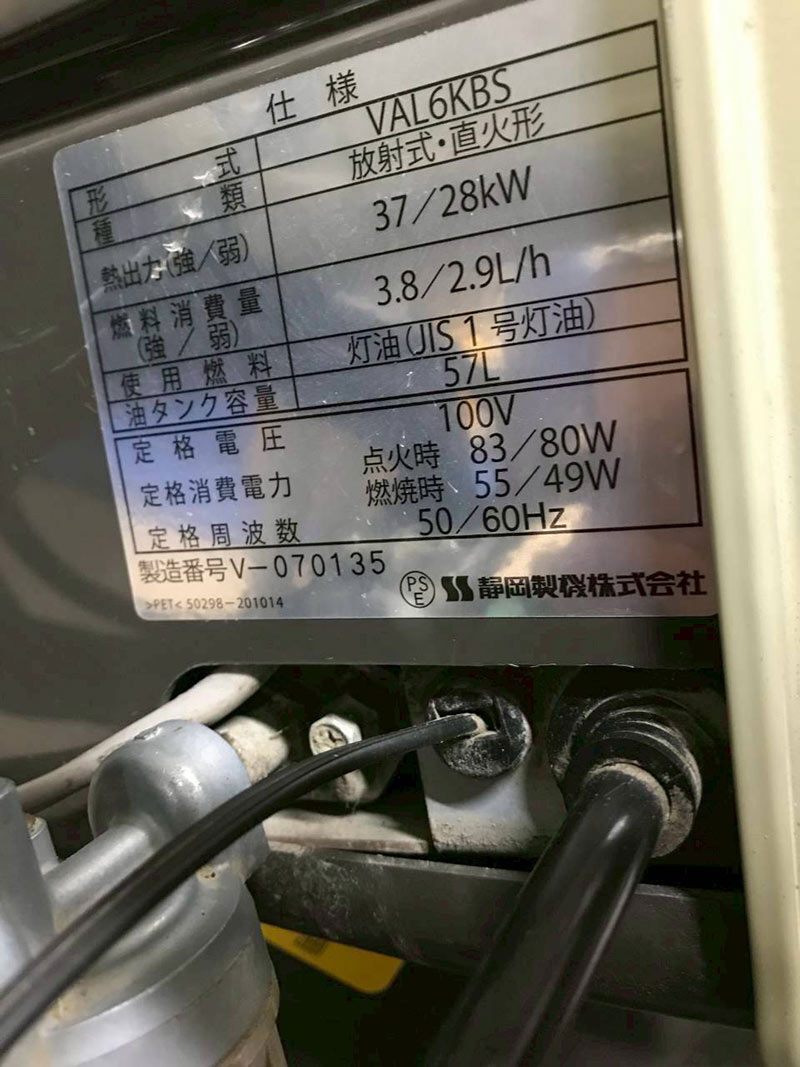 仕様
形式 VAL6KBS
種類 放射式・直火形
熱出力(強/弱) 37/28kW
燃料消費量 3.8/2.9L/h
(強/弱)
使用燃料 灯油(JIS 1号灯油)
油タンク容量 57L
定格電圧 100V
定格消費電力 点火時 83/80W
燃焼時 55/49W
定格周波数 50/60Hz
製造番号 V-070135
>PET< 50298-201014
PSE 静岡製機株式会社